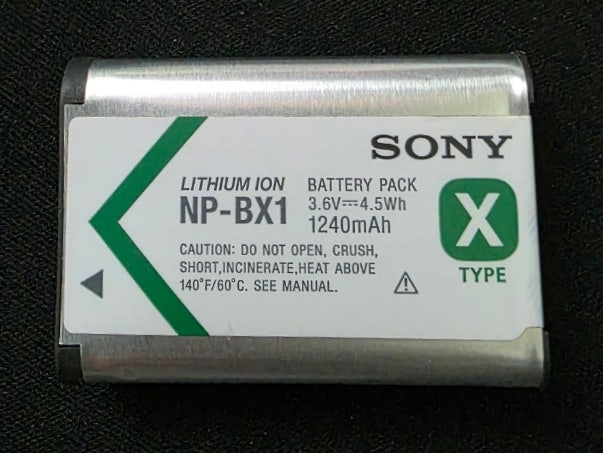 SONY
LITHIUM ION BATTERY PACK
NP-BX1 3.6V⎓4.5Wh
1240mAh
X
TYPE
CAUTION: DO NOT OPEN, CRUSH,
SHORT,INCINERATE,HEAT ABOVE
140°F/60°C. SEE MANUAL.